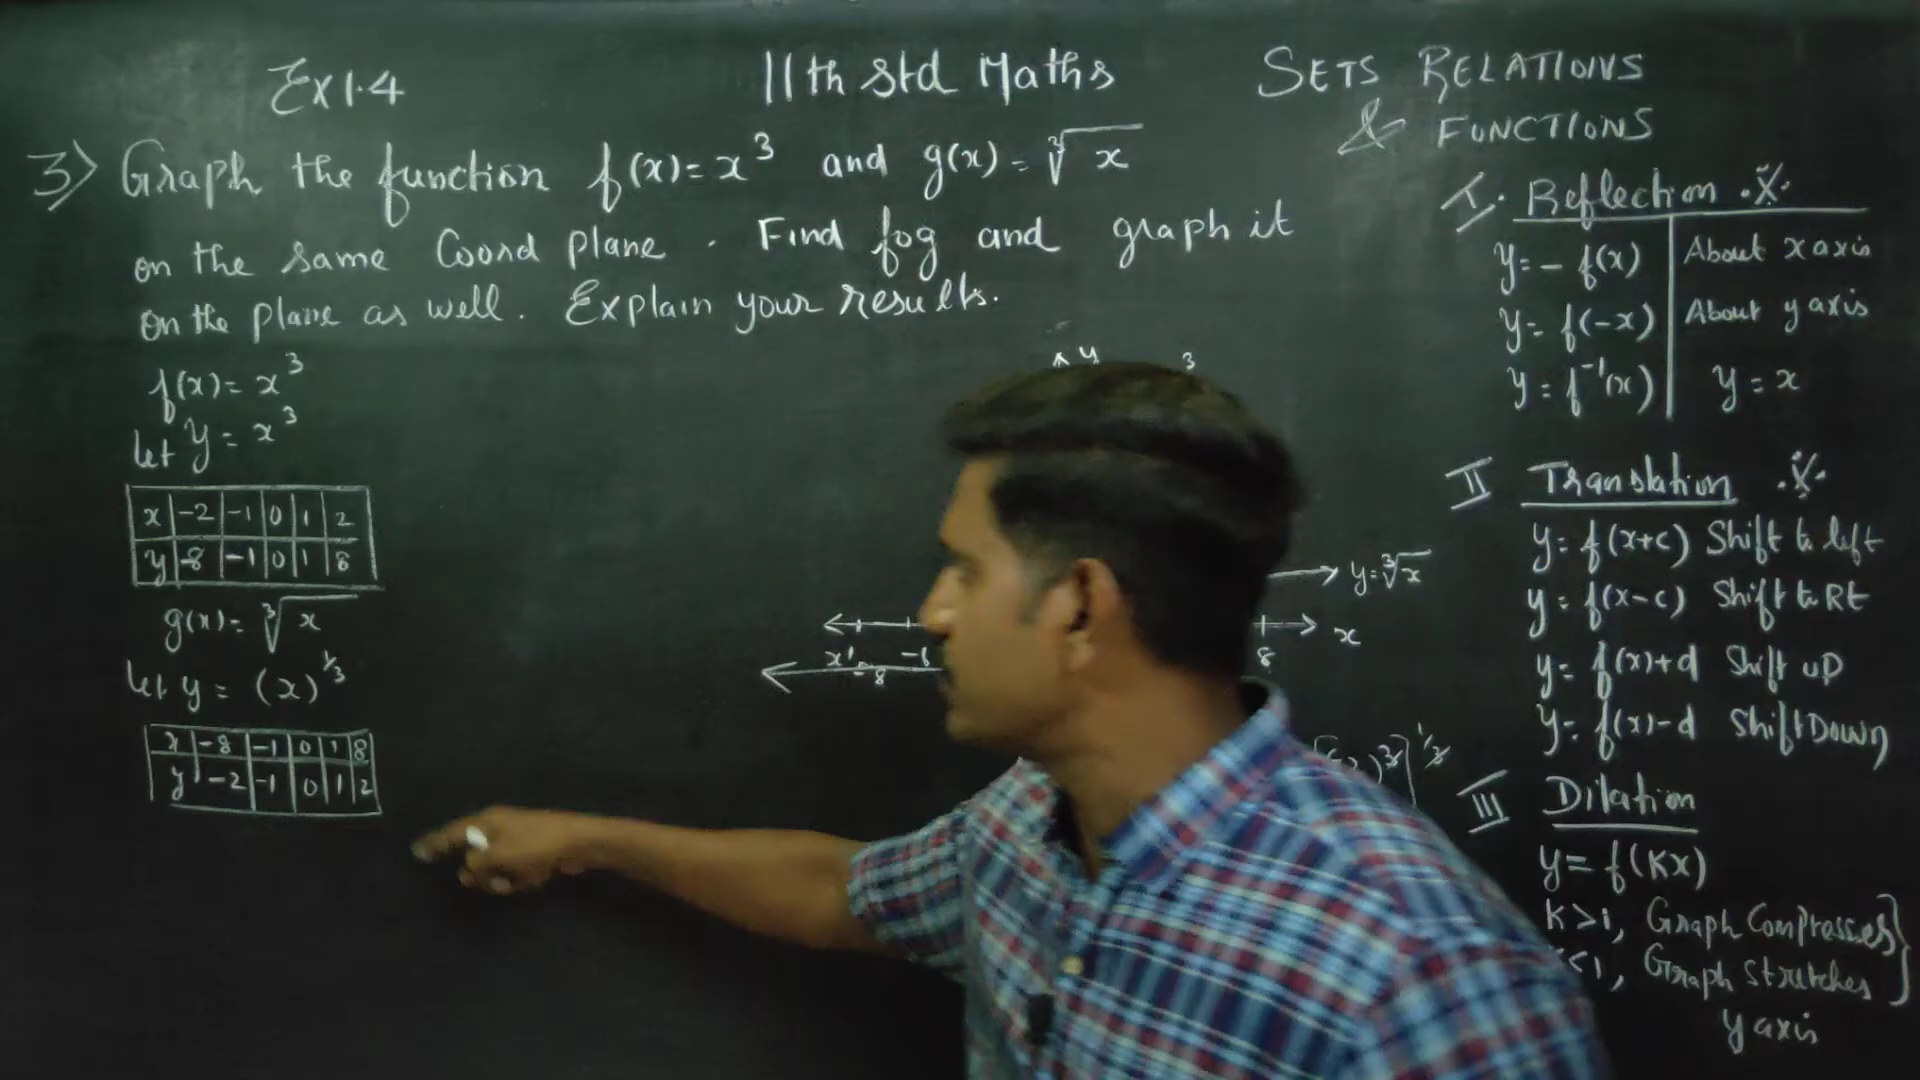 Ex 1.4
11th Std Maths
SETS RELATIONS
& FUNCTIONS
3) Graph the function f(x) = x³ and g(x) = ∛x
on the same Coord plane . Find fog and graph it
on the plane as well . Explain your results.
f(x) = x³
let y = x³
x | -2 | -1 | 0 | 1 | 2
y | -8 | -1 | 0 | 1 | 8
g(x) = ∛x
let y = (x)^1/3
x | -8 | -1 | 0 | 1 | 8
y | -2 | -1 | 0 | 1 | 2
y
3
y = ∛x
x
x'
-8
8
I. Reflection
y = - f(x) | About x axis
y = f(-x) | About y axis
y = f⁻¹(x) | y = x
II Translation
y = f(x+c) Shift to left
y = f(x-c) Shift to Rt
y = f(x)+d Shift uP
y = f(x)-d Shift Down
III Dilation
y = f(Kx)
K>1, Graph Compresses }
<1, Graph Stretches }
y axis